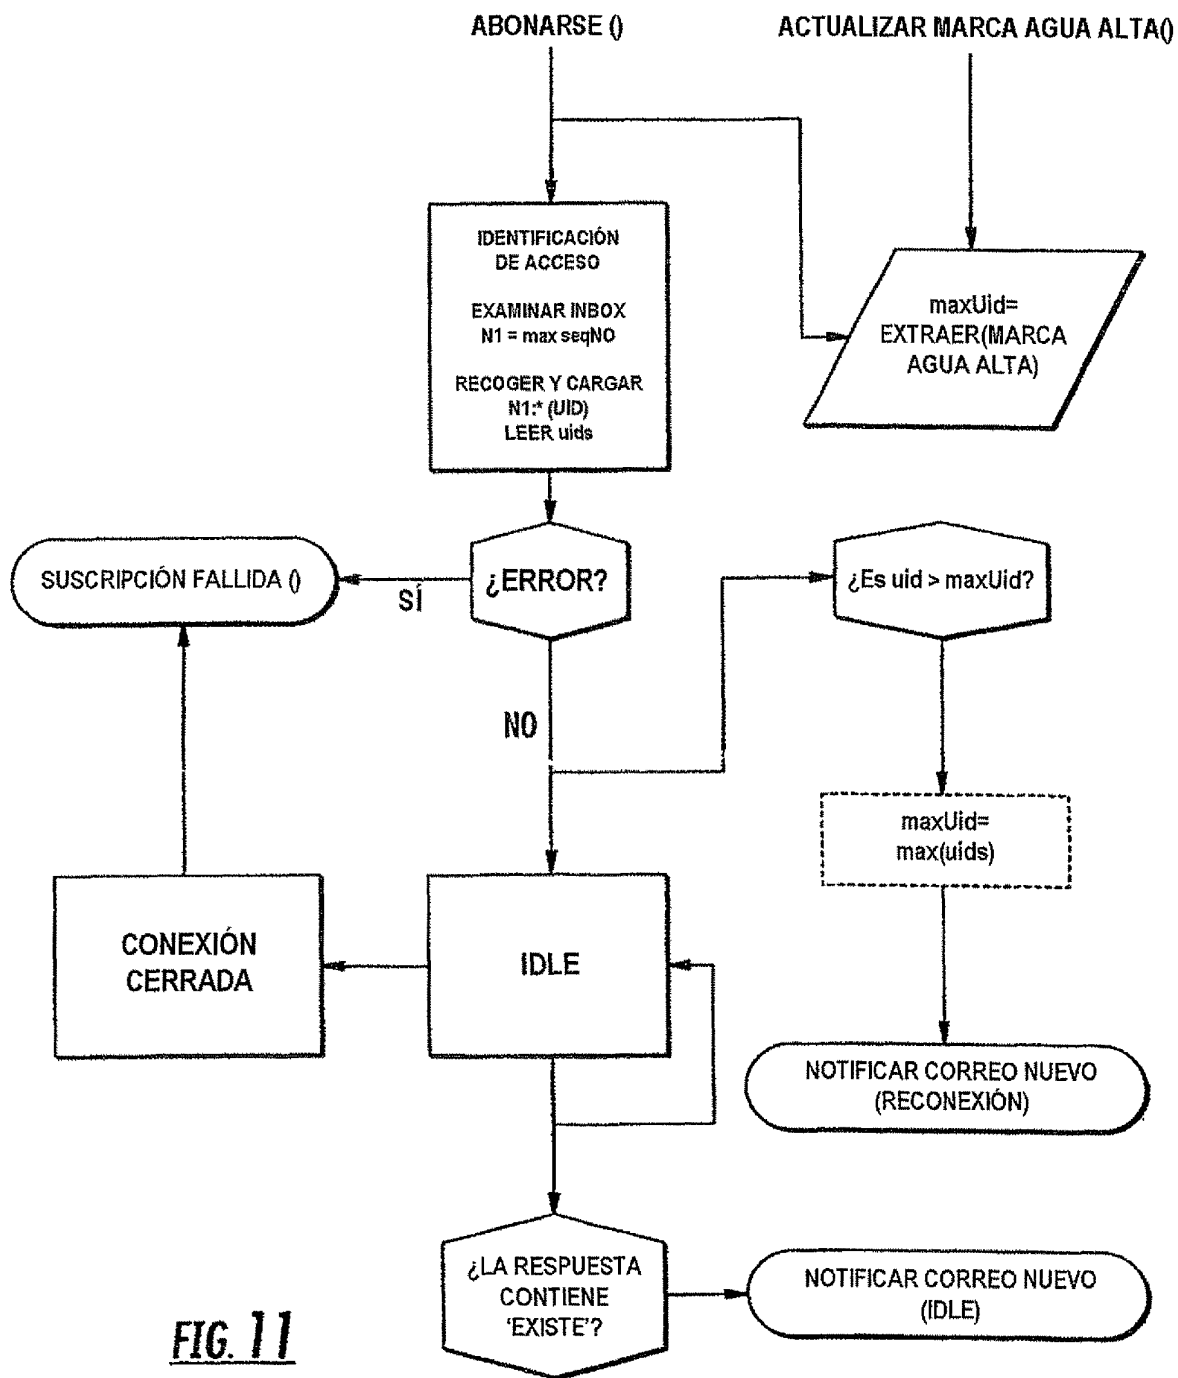 ABONARSE ()
ACTUALIZAR MARCA AGUA ALTA()
IDENTIFICACIÓN
DE ACCESO
EXAMINAR INBOX
N1 = max seqNO
RECOGER Y CARGAR
N1:* (UID)
LEER uids
maxUid=
EXTRAER(MARCA
AGUA ALTA)
SUSCRIPCIÓN FALLIDA ()
SÍ
¿ERROR?
¿Es uid > maxUid?
NO
maxUid=
max(uids)
CONEXIÓN
CERRADA
IDLE
NOTIFICAR CORREO NUEVO
(RECONEXIÓN)
¿LA RESPUESTA
CONTIENE
‘EXISTE’?
NOTIFICAR CORREO NUEVO
(IDLE)
FIG. 11